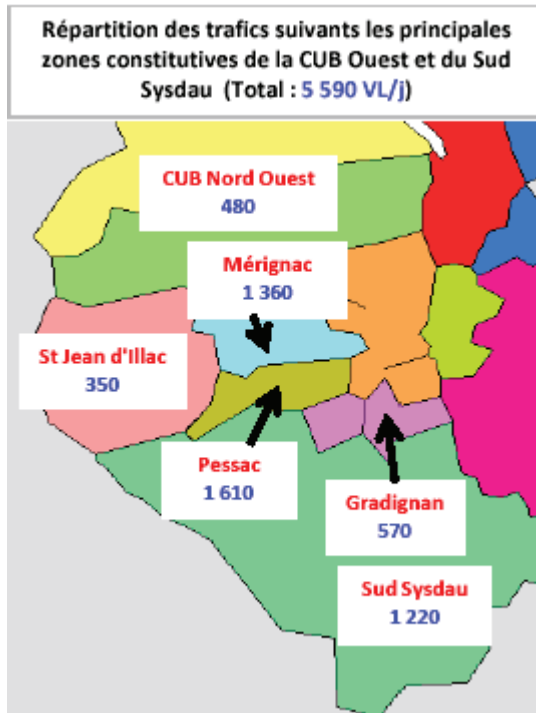 Répartition des trafics suivants les principales
zones constitutives de la CUB Ouest et du Sud
Sysdau (Total : 5 590 VL/j)
CUB Nord Ouest
480
Mérignac
1 360
St Jean d'Illac
350
Pessac
1 610
Gradignan
570
Sud Sysdau
1 220